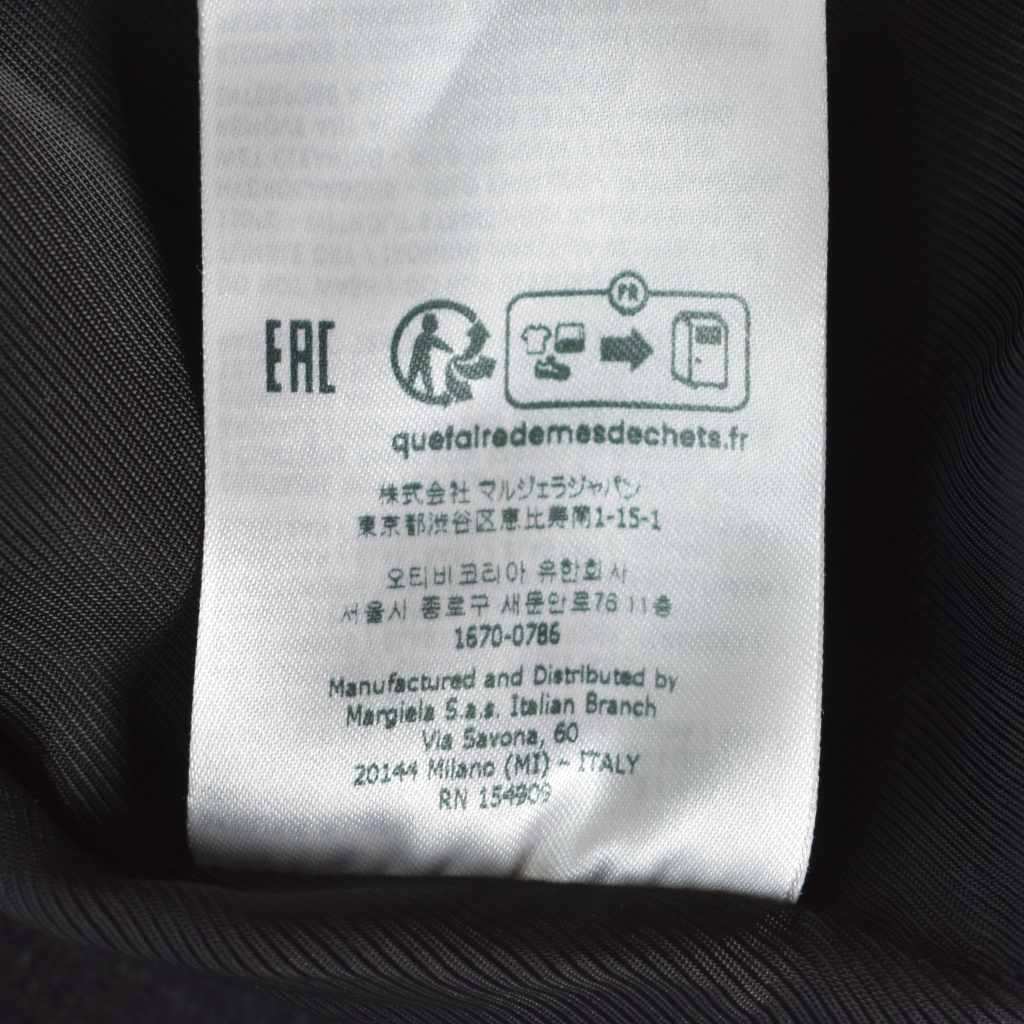 EAC
FR
quefairedemesdechets.fr
株式会社 マルジェラジャパン
東京都渋谷区恵比寿南1-15-1
오티비코리아 유한회사
서울시 종로구 새문안로76 11층
1670-0786
Manufactured and Distributed by
Margiela S.a.s. Italian Branch
Via Savona, 60
20144 Milano (MI) - ITALY
RN 154909